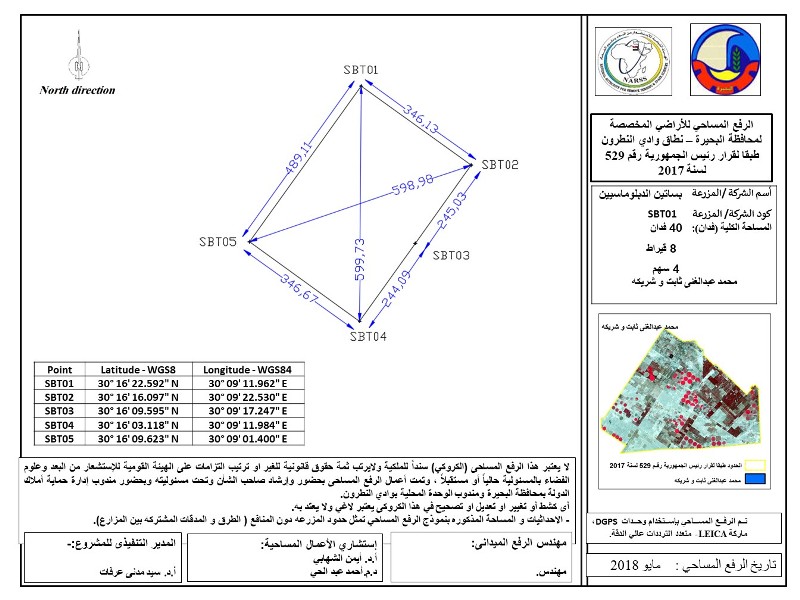 North direction
SBT01
SBT02
SBT03
SBT04
SBT05
346,13
245,03
244,09
346,67
489,11
598,98
599,73
Point Latitude - WGS8 Longitude - WGS84
SBT01 30° 16' 22.592" N 30° 09' 11.962" E
SBT02 30° 16' 16.097" N 30° 09' 22.530" E
SBT03 30° 16' 09.595" N 30° 09' 17.247" E
SBT04 30° 16' 03.118" N 30° 09' 11.984" E
SBT05 30° 16' 09.623" N 30° 09' 01.400" E
NARSS
الرفع المساحي للأراضي المخصصة
لمحافظة البحيرة – نطاق وادي النطرون
طبقا لقرار رئيس الجمهورية رقم 529
لسنة 2017
أسم الشركة /المزرعة بساتين الدبلوماسيين
كود الشركة/ المزرعة SBT01
المساحة الكلية (فدان): 40 فدان
8 قيراط
4 سهم
محمد عبدالغنى ثابت و شريكه
محمد عبدالغنى ثابت و شريكه
الحدود طبقا لقرار رئيس الجمهورية رقم 529 لسنة 2017
محمد عبدالغنى ثابت و شريكه
تم الرفع المساحى بإستخدام وحدات DGPS ،
ماركة LEICA – متعدد الترددات عالي الدقة.
تاريخ الرفع المساحي : مايو 2018
لا يعتبر هذا الرفع المساحى (الكروكي) سنداً للملكية ولايرتب ثمة حقوق قانونية للغير او ترتيب التزامات على الهيئة القومية للإستشعار من البعد وعلوم
الفضاء بالمسئولية حالياً أو مستقبلاً ، وتمت أعمال الرفع المساحى بحضور وإرشاد صاحب الشأن وتحت مسئوليته وبحضور مندوب إدارة حماية أملاك
الدولة بمحافظة البحيرة ومندوب الوحدة المحلية بوادي النطرون.
أى كشط أو تغيير او تعديل او تصحيح في هذا الكروكى يعتبر لاغي ولا يعتد به.
- الاحداثيات و المساحة المذكوره بنموذج الرفع المساحي تمثل حدود المزرعه دون المنافع ( الطرق و المدقات المشتركه بين المزارع).
مهندس الرفع الميدانى:
مهندس.
إستشاري الأعمال المساحية:
أ.د. أيمن الشهابي
د.م.أحمد عبد الحي
المدير التنفيذى للمشروع:-
أ.د. سيد مدنى عرفات